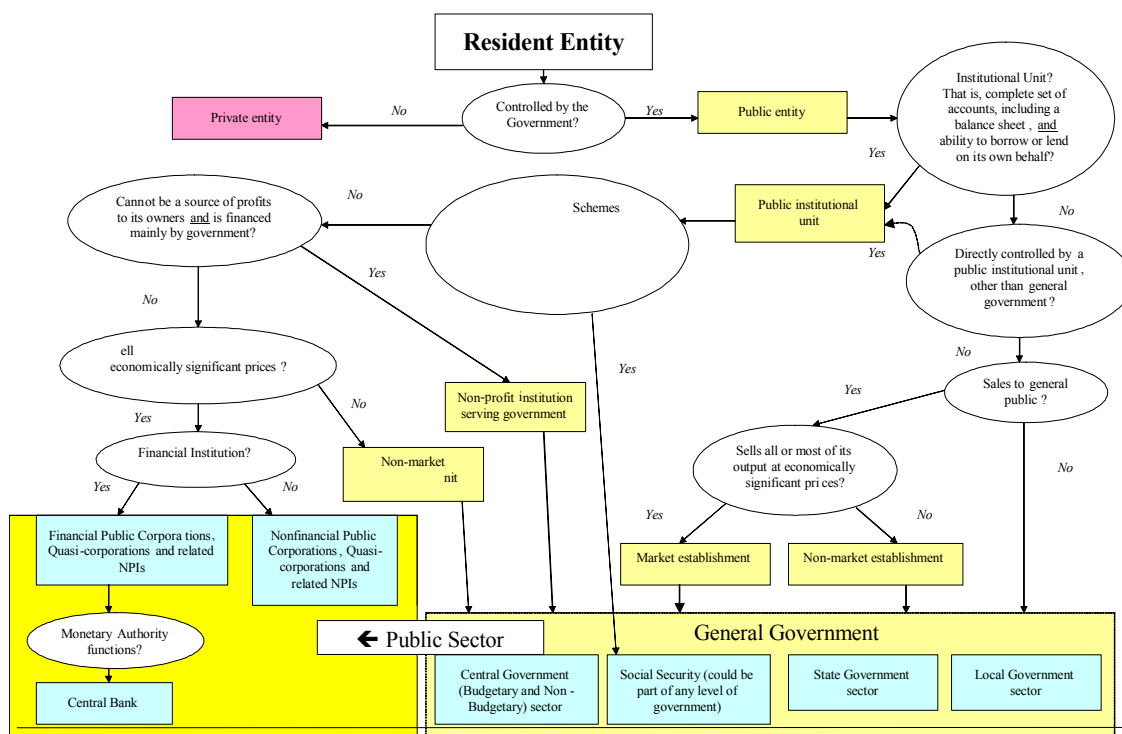 Resident Entity
Controlled by the
Government?
No
Yes
Private entity
Public entity
Institutional Unit?
That is, complete set of
accounts, including a
balance sheet, and
ability to borrow or lend
on its own behalf?
Yes
No
Public institutional
unit
Schemes
No
Yes
Cannot be a source of profits
to its owners and is financed
mainly by government?
Yes
No
Directly controlled by a
public institutional unit,
other than general
government?
Yes
No
ell
economically significant prices ?
Yes
No
Non-profit institution
serving government
Sales to general
public ?
Yes
No
Financial Institution?
Yes
No
Non-market
nit
Sells all or most of its
output at economically
significant prices?
Yes
No
Financial Public Corporations,
Quasi-corporations and related
NPIs
Nonfinancial Public
Corporations, Quasi-
corporations and
related NPIs
Market establishment
Non-market establishment
Monetary Authority
functions?
Central Bank
← Public Sector
General Government
Central Government
(Budgetary and Non -
Budgetary) sector
Social Security (could be
part of any level of
government)
State Government
sector
Local Government
sector